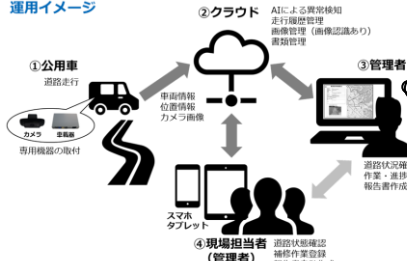 運用イメージ
②クラウド
AIによる異常検知
走行履歴管理
画像管理（画像認識あり）
書類管理
①公用車
道路走行
カメラ
車載器
専用機器の取付
車両情報
位置情報
カメラ画像
③管理者
道路状況確
作業・進捗
報告書作成
スマホ
タブレット
④現場担当者
（管理者）
道路状態確認
補修作業登録